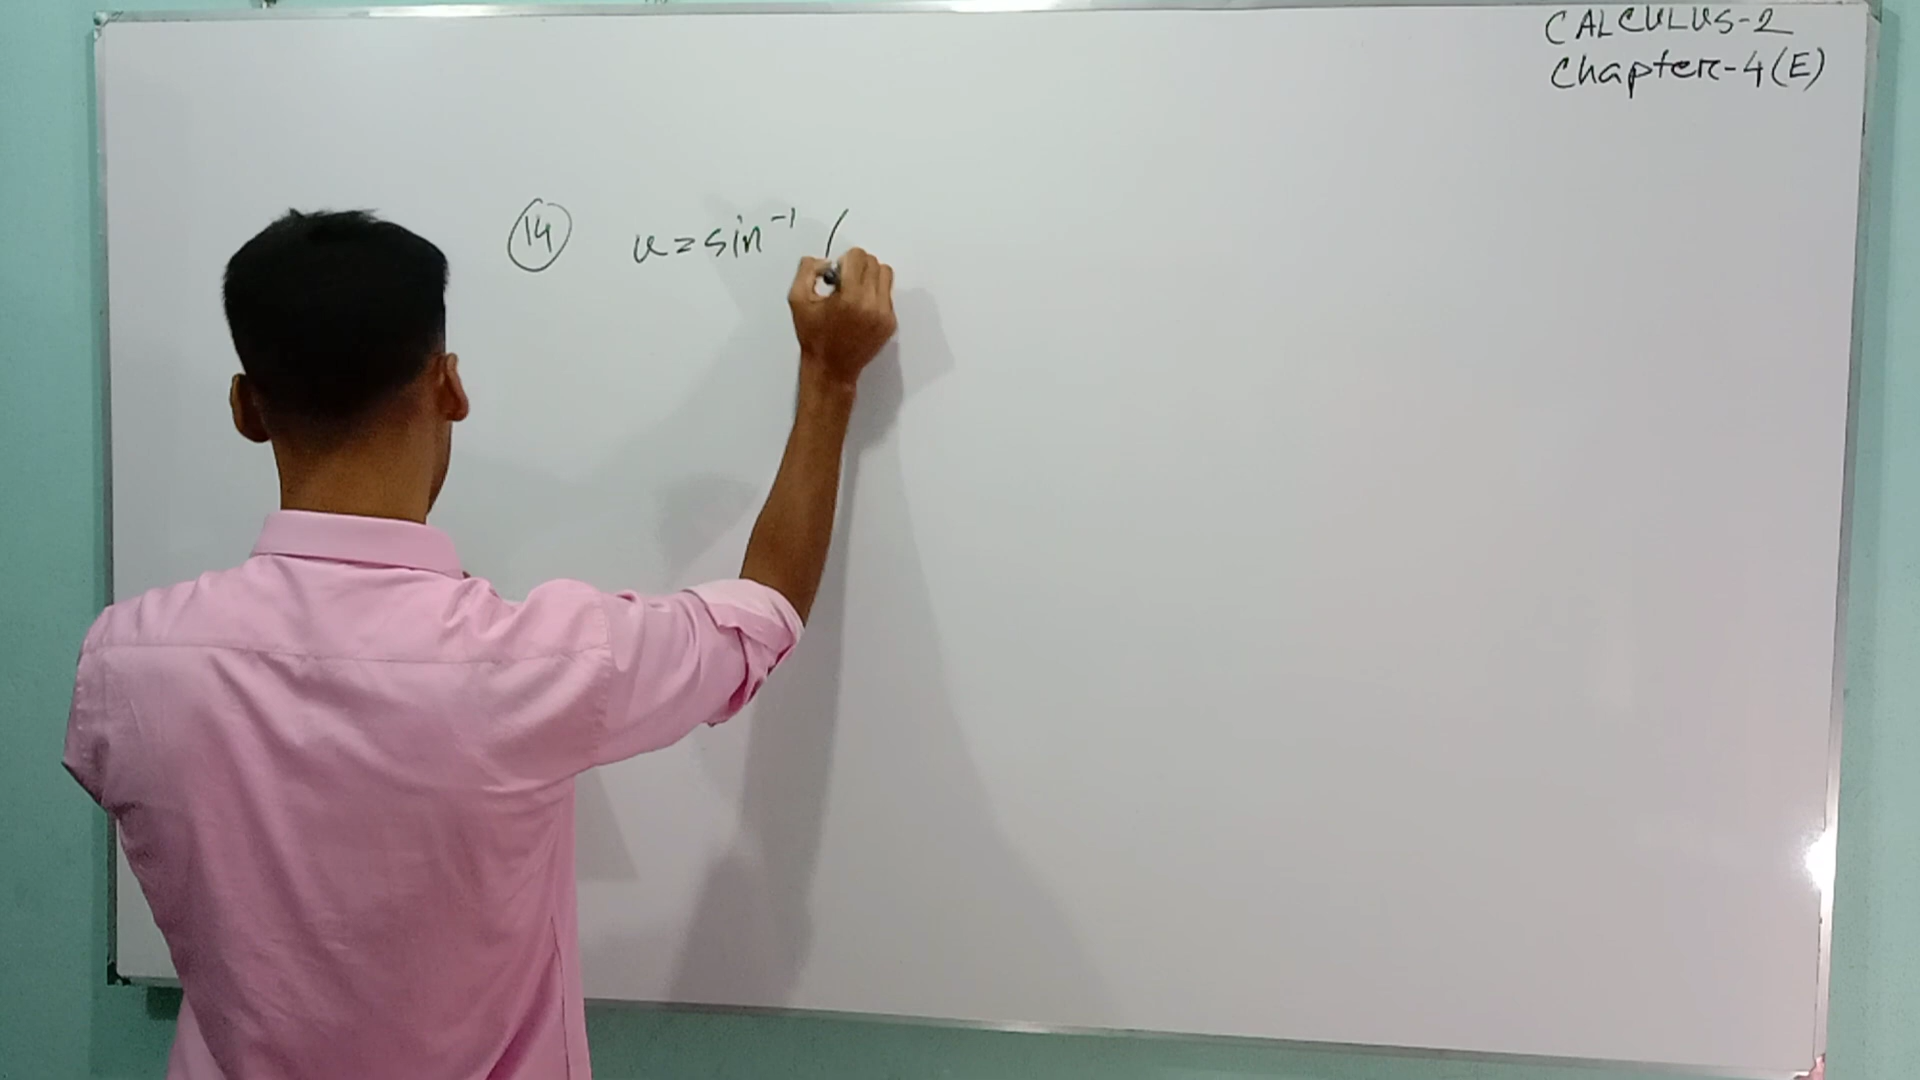 CALCULUS-2
Chapter-4(E)
14 u = sin⁻¹ (